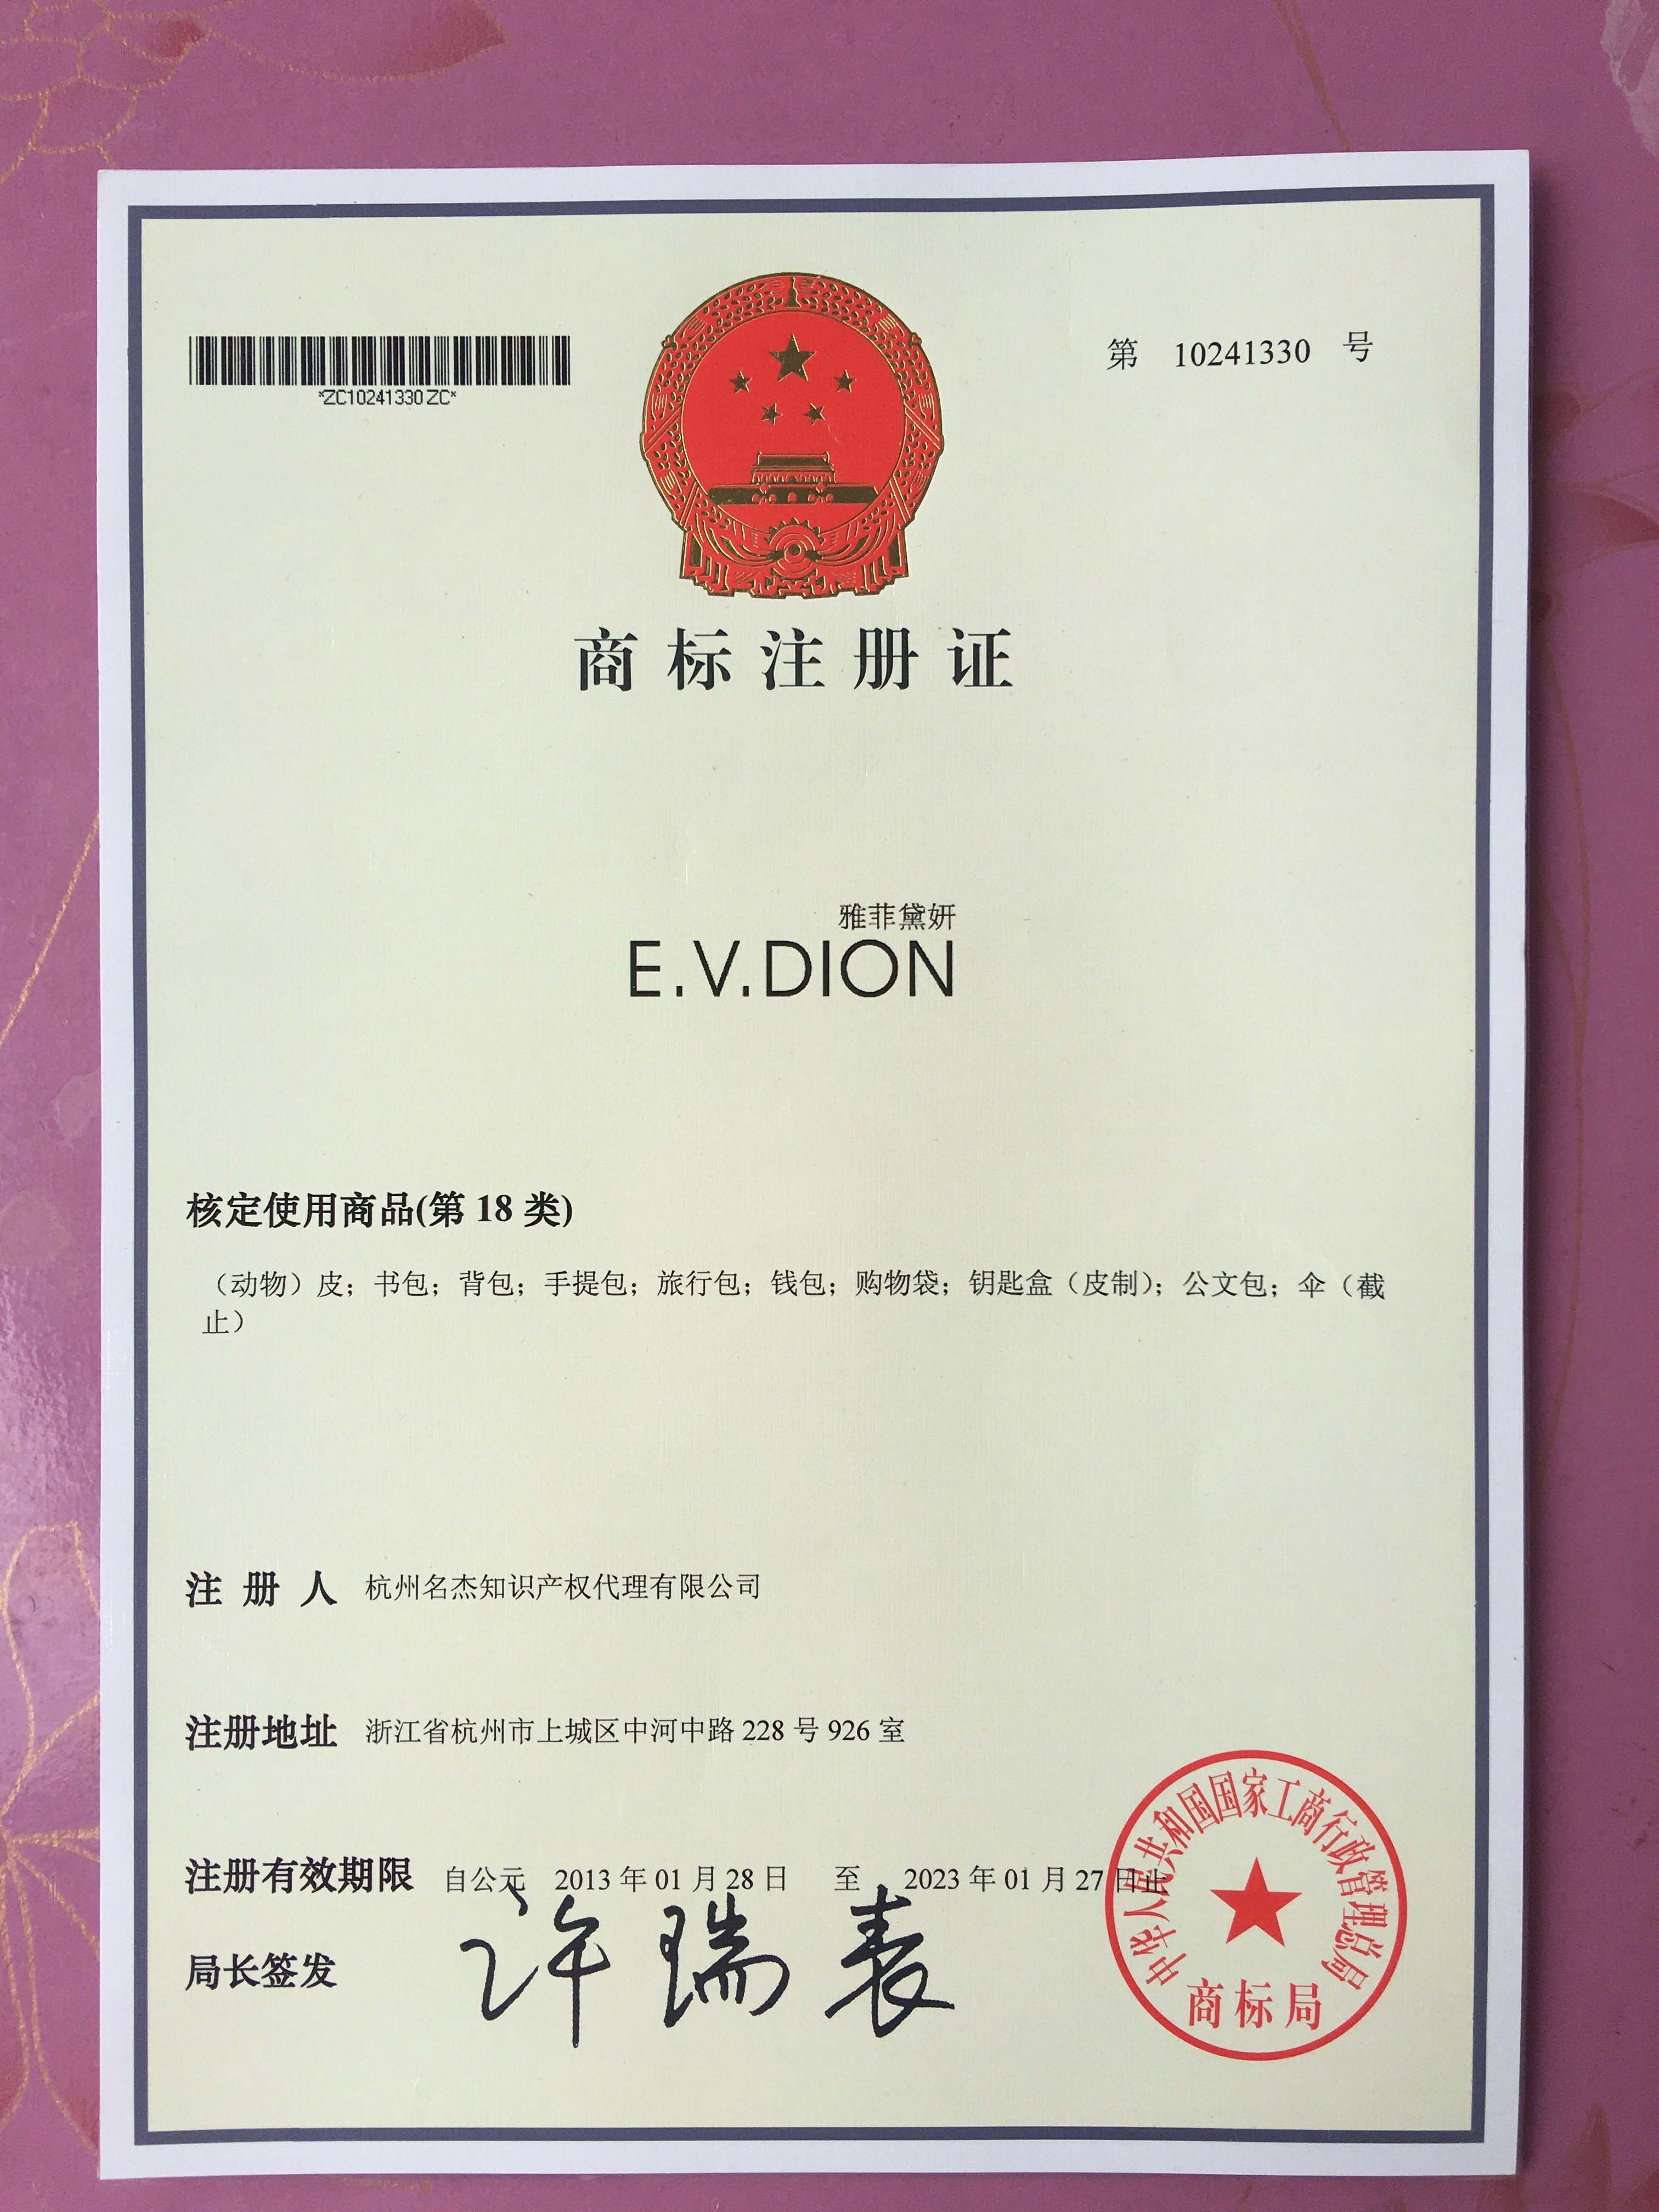 *ZC10241330ZC*
第 10241330 号
商标注册证
雅菲黛妍
E.V.DION
核定使用商品(第 18 类)
（动物）皮；书包；背包；手提包；旅行包；钱包；购物袋；钥匙盒（皮制）；公文包；伞（截
止）
注册人 杭州名杰知识产权代理有限公司
注册地址 浙江省杭州市上城区中河中路 228 号 926 室
注册有效期限 自公元 2013 年 01 月 28 日 至 2023 年 01 月 27 日止
局长签发 许瑞表
中华人民共和国国家工商行政管理总局
商标局